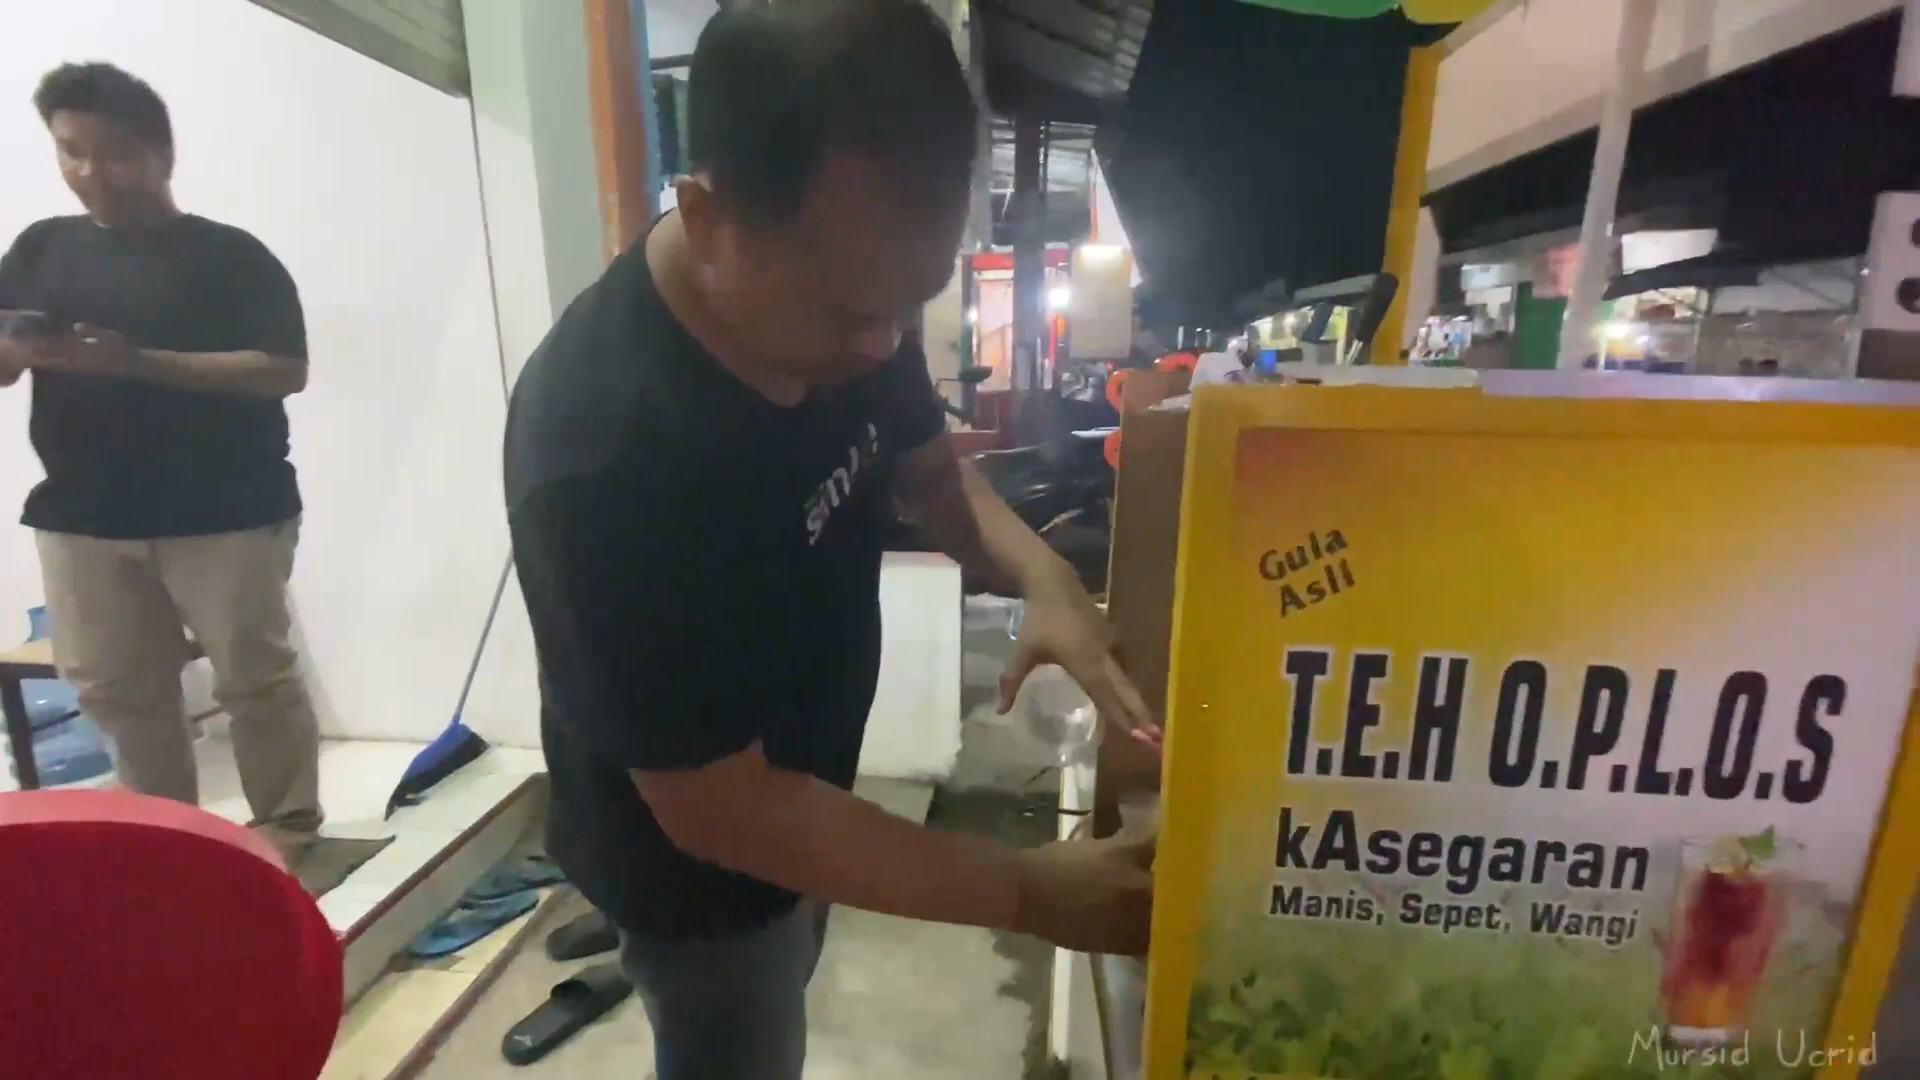 Gula
Asli
T.E.H O.P.L.O.S
kAsegaran
Manis, Sepet, Wangi
Mursid Ucrid